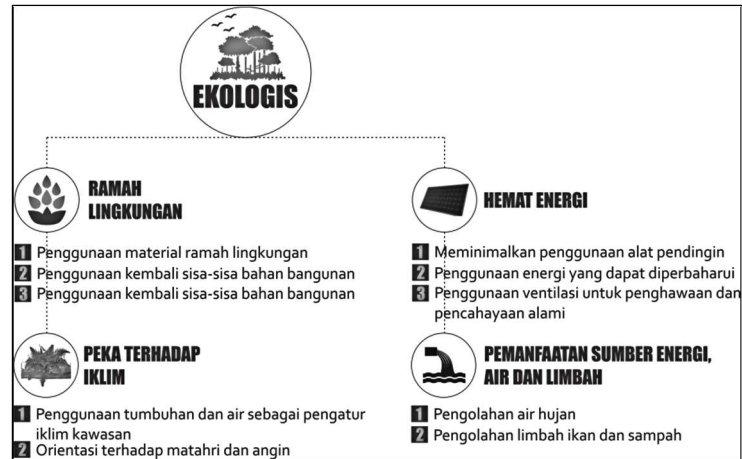 EKOLOGIS
RAMAH
LINGKUNGAN
1 Penggunaan material ramah lingkungan
2 Penggunaan kembali sisa-sisa bahan bangunan
3 Penggunaan kembali sisa-sisa bahan bangunan
HEMAT ENERGI
1 Meminimalkan penggunaan alat pendingin
2 Penggunaan energi yang dapat diperbaharui
3 Penggunaan ventilasi untuk penghawaan dan
pencahayaan alami
PEKA TERHADAP
IKLIM
1 Penggunaan tumbuhan dan air sebagai pengatur
iklim kawasan
2 Orientasi terhadap matahri dan angin
PEMANFAATAN SUMBER ENERGI,
AIR DAN LIMBAH
1 Pengolahan air hujan
2 Pengolahan limbah ikan dan sampah